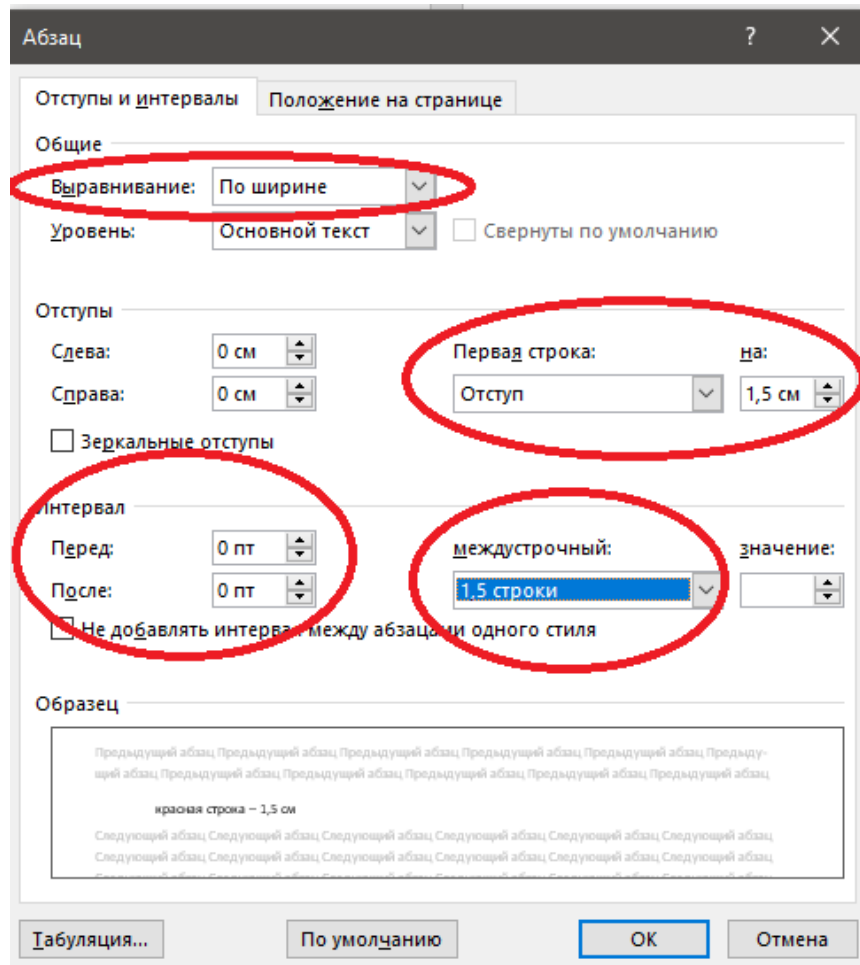 Абзац ? ×
Отступы и интервалы Положение на странице
Общие
Выравнивание: По ширине
Уровень: Основной текст Свернуты по умолчанию
Отступы
Слева: 0 см Первая строка: на:
Справа: 0 см Отступ 1,5 см
Зеркальные отступы
Интервал
Перед: 0 пт междустрочный: значение:
После: 0 пт 1,5 строки
Не добавлять интервал между абзацами одного стиля
Образец
Предыдущий абзац Предыдущий абзац Предыдущий абзац Предыдущий абзац Предыдущий абзац Предыду-
щий абзац Предыдущий абзац Предыдущий абзац Предыдущий абзац Предыдущий абзац Предыдущий абзац
красная строка – 1,5 см
Следующий абзац Следующий абзац Следующий абзац Следующий абзац Следующий абзац Следующий абзац
Следующий абзац Следующий абзац Следующий абзац Следующий абзац Следующий абзац Следующий абзац
Табуляция... По умолчанию ОК Отмена